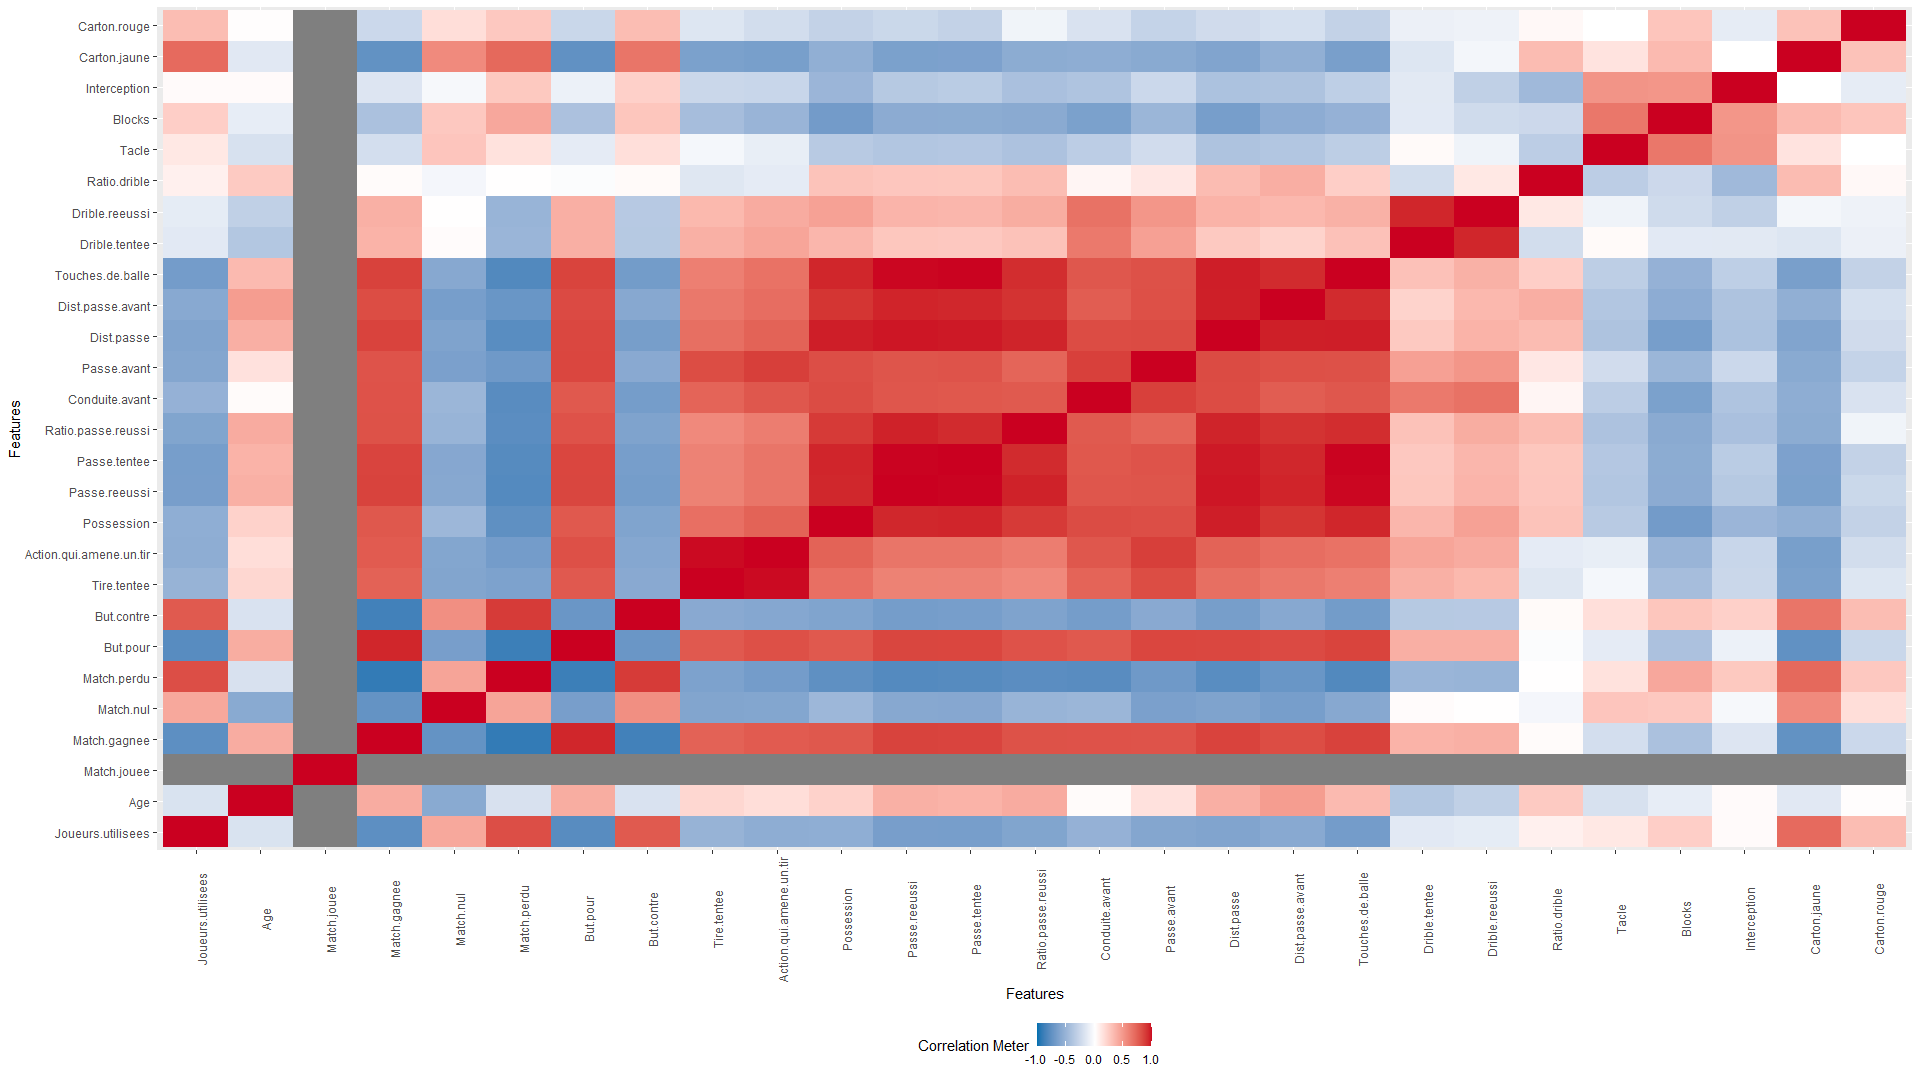 Carton.rouge
Carton.jaune
Interception
Blocks
Tacle
Ratio.drible
Drible.reeussi
Drible.tentee
Touches.de.balle
Dist.passe.avant
Dist.passe
Passe.avant
Conduite.avant
Ratio.passe.reussi
Passe.tentee
Passe.reeussi
Possession
Action.qui.amene.un.tir
Tire.tentee
But.contre
But.pour
Match.perdu
Match.nul
Match.gagnee
Match.jouee
Age
Joueurs.utilisees
Features
Joueurs.utilisees
Age
Match.jouee
Match.gagnee
Match.nul
Match.perdu
But.pour
But.contre
Tire.tentee
Action.qui.amene.un.tir
Possession
Passe.reeussi
Passe.tentee
Ratio.passe.reussi
Conduite.avant
Passe.avant
Dist.passe
Dist.passe.avant
Touches.de.balle
Drible.tentee
Drible.reeussi
Ratio.drible
Tacle
Blocks
Interception
Carton.jaune
Carton.rouge
Features
Correlation Meter
-1.0 -0.5 0.0 0.5 1.0